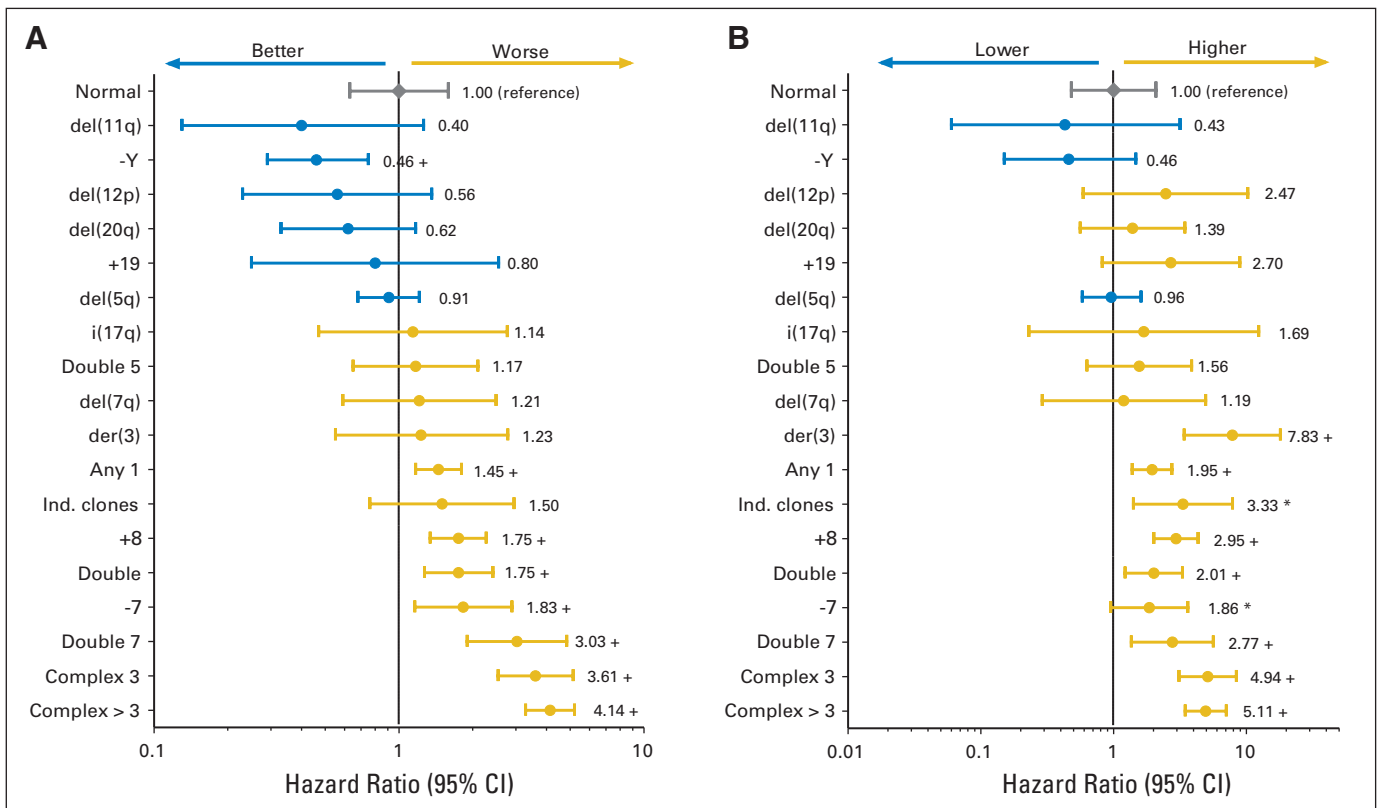 A
Better
Worse
Normal
1.00 (reference)
del(11q)
0.40
-Y
0.46 +
del(12p)
0.56
del(20q)
0.62
+19
0.80
del(5q)
0.91
i(17q)
1.14
Double 5
1.17
del(7q)
1.21
der(3)
1.23
Any 1
1.45 +
Ind. clones
1.50
+8
1.75 +
Double
1.75 +
-7
1.83 +
Double 7
3.03 +
Complex 3
3.61 +
Complex > 3
4.14 +
0.1
1
10
Hazard Ratio (95% CI)
B
Lower
Higher
Normal
1.00 (reference)
del(11q)
0.43
-Y
0.46
del(12p)
2.47
del(20q)
1.39
+19
2.70
del(5q)
0.96
i(17q)
1.69
Double 5
1.56
del(7q)
1.19
der(3)
7.83 +
Any 1
1.95 +
Ind. clones
3.33 *
+8
2.95 +
Double
2.01 +
-7
1.86 *
Double 7
2.77 +
Complex 3
4.94 +
Complex > 3
5.11 +
0.01
0.1
1
10
Hazard Ratio (95% CI)